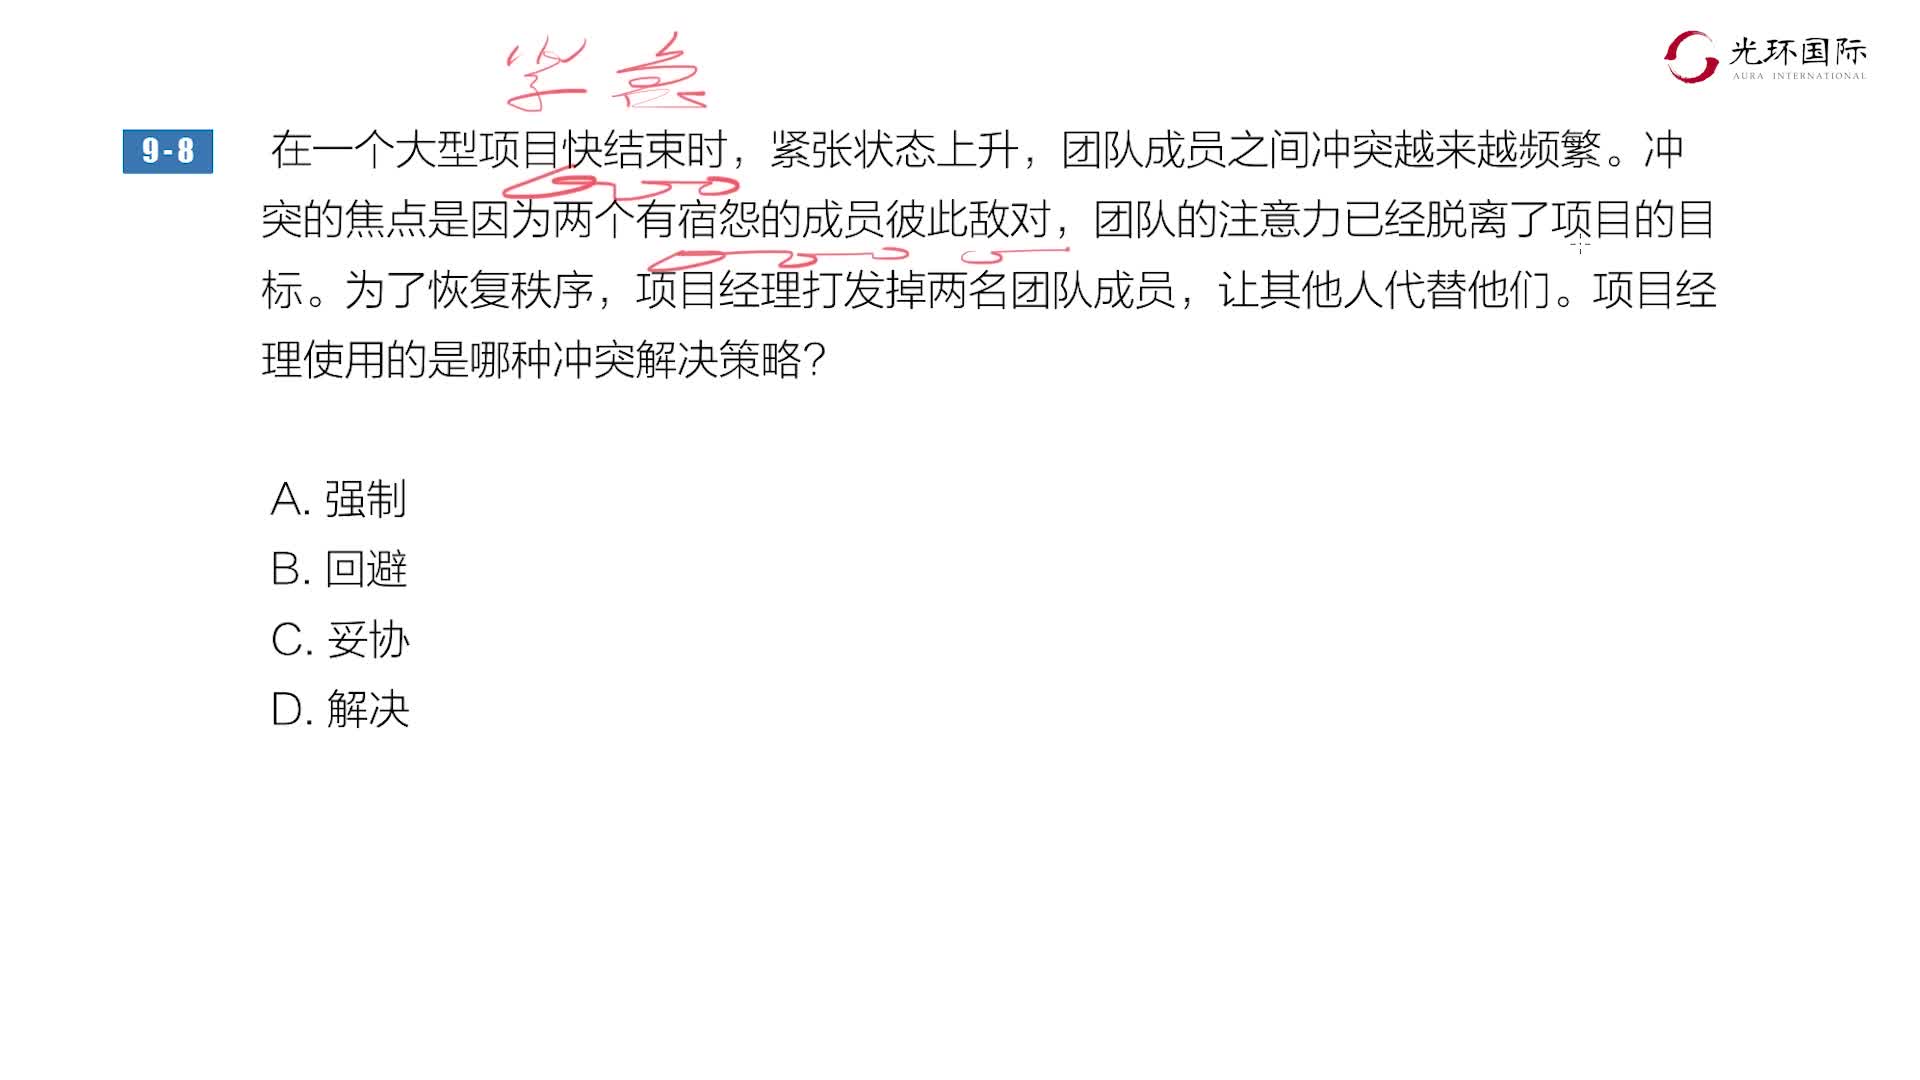 光环国际
AURA INTERNATIONAL
紧急
9-8
在一个大型项目快结束时，紧张状态上升，团队成员之间冲突越来越频繁。冲
突的焦点是因为两个有宿怨的成员彼此敌对，团队的注意力已经脱离了项目的目
标。为了恢复秩序，项目经理打发掉两名团队成员，让其他人代替他们。项目经
理使用的是哪种冲突解决策略？
A. 强制
B. 回避
C. 妥协
D. 解决